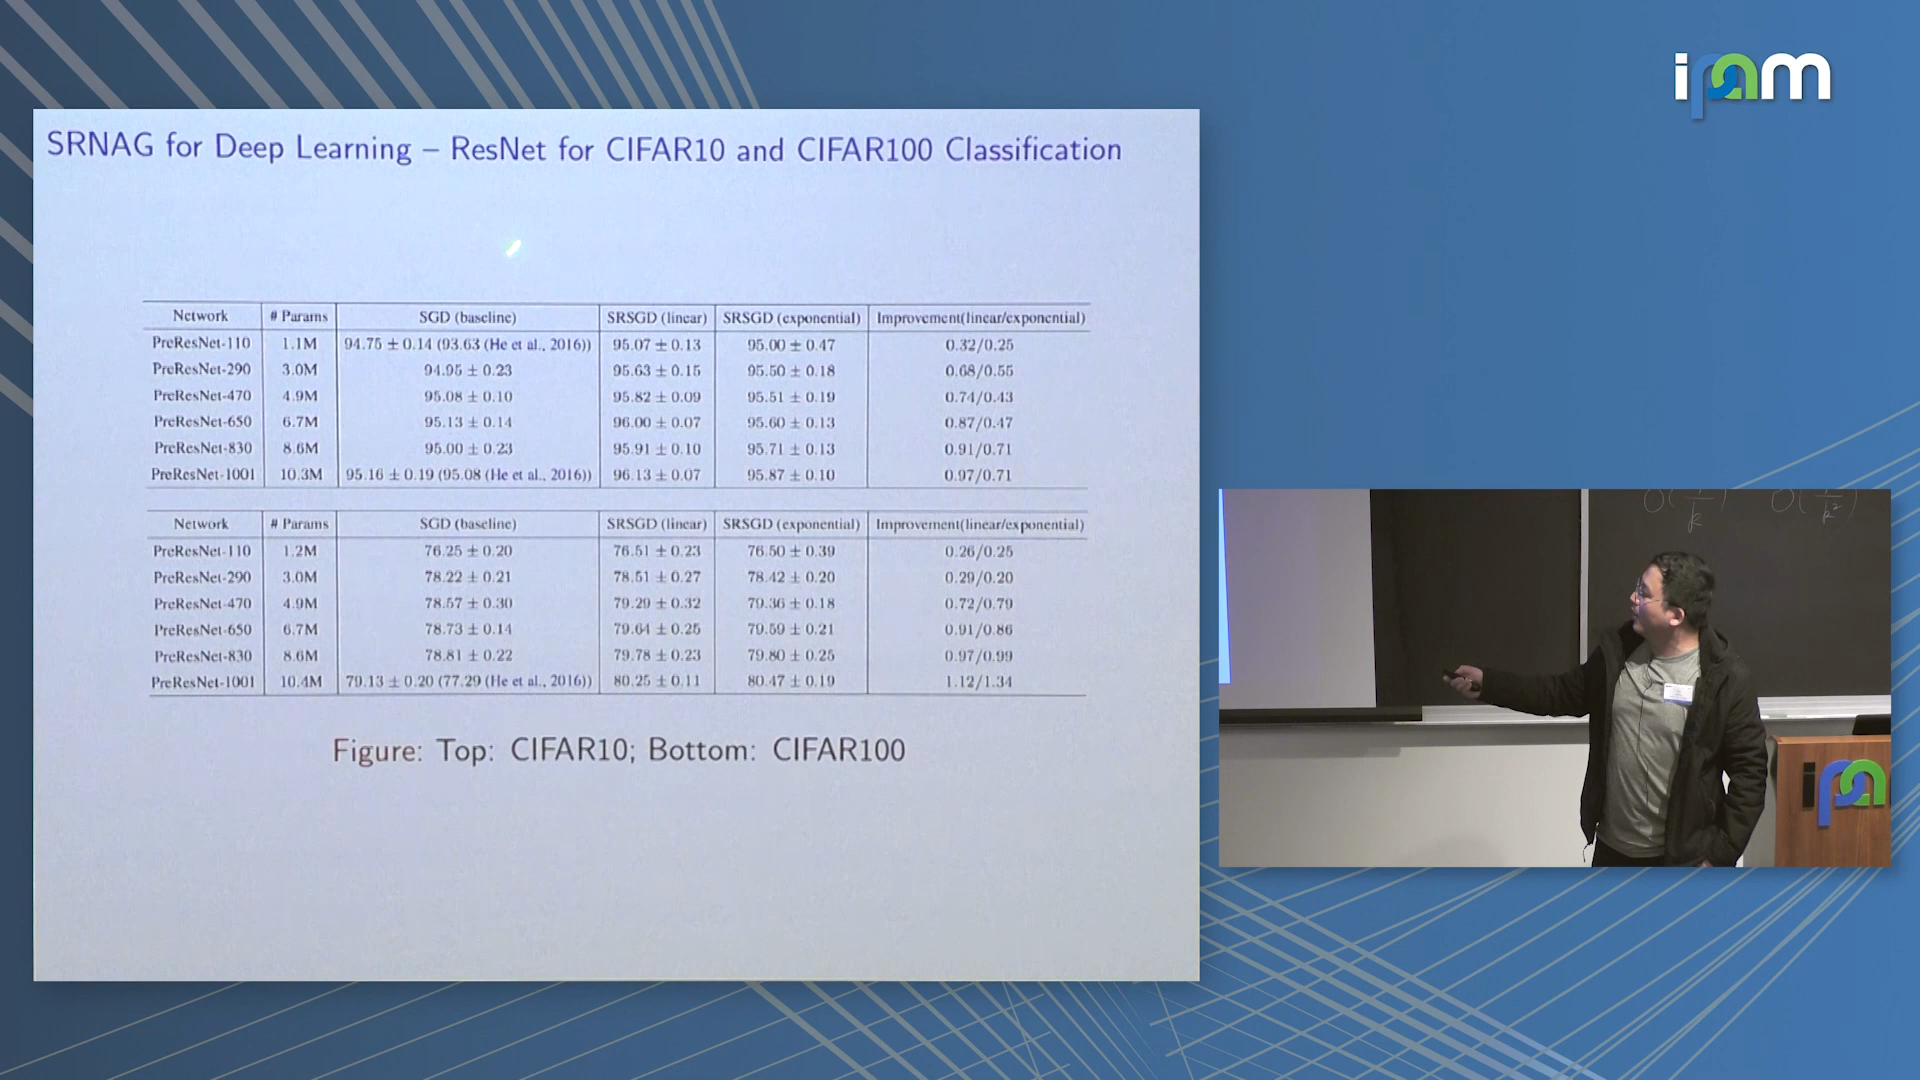 ipam
SRNAG for Deep Learning – ResNet for CIFAR10 and CIFAR100 Classification
Network # Params SGD (baseline) SRSGD (linear) SRSGD (exponential) Improvement(linear/exponential)
PreResNet-110 1.1M 94.75 ± 0.14 (93.63 (He et al., 2016)) 95.07 ± 0.13 95.00 ± 0.47 0.32/0.25
PreResNet-290 3.0M 94.95 ± 0.23 95.63 ± 0.15 95.50 ± 0.18 0.68/0.55
PreResNet-470 4.9M 95.08 ± 0.10 95.82 ± 0.09 95.51 ± 0.19 0.74/0.43
PreResNet-650 6.7M 95.13 ± 0.14 96.00 ± 0.07 95.60 ± 0.13 0.87/0.47
PreResNet-830 8.6M 95.00 ± 0.23 95.91 ± 0.10 95.71 ± 0.13 0.91/0.71
PreResNet-1001 10.3M 95.16 ± 0.19 (95.08 (He et al., 2016)) 96.13 ± 0.07 95.87 ± 0.10 0.97/0.71
Network # Params SGD (baseline) SRSGD (linear) SRSGD (exponential) Improvement(linear/exponential)
PreResNet-110 1.2M 76.25 ± 0.20 76.51 ± 0.23 76.50 ± 0.39 0.26/0.25
PreResNet-290 3.0M 78.22 ± 0.21 78.51 ± 0.27 78.42 ± 0.20 0.29/0.20
PreResNet-470 4.9M 78.57 ± 0.30 79.29 ± 0.32 79.36 ± 0.18 0.72/0.79
PreResNet-650 6.7M 78.73 ± 0.14 79.64 ± 0.25 79.59 ± 0.21 0.91/0.86
PreResNet-830 8.6M 78.81 ± 0.22 79.78 ± 0.23 79.80 ± 0.25 0.97/0.99
PreResNet-1001 10.4M 79.13 ± 0.20 (77.29 (He et al., 2016)) 80.25 ± 0.11 80.47 ± 0.19 1.12/1.34
Figure: Top: CIFAR10; Bottom: CIFAR100
O(1/k) O(1/k²)
ipa